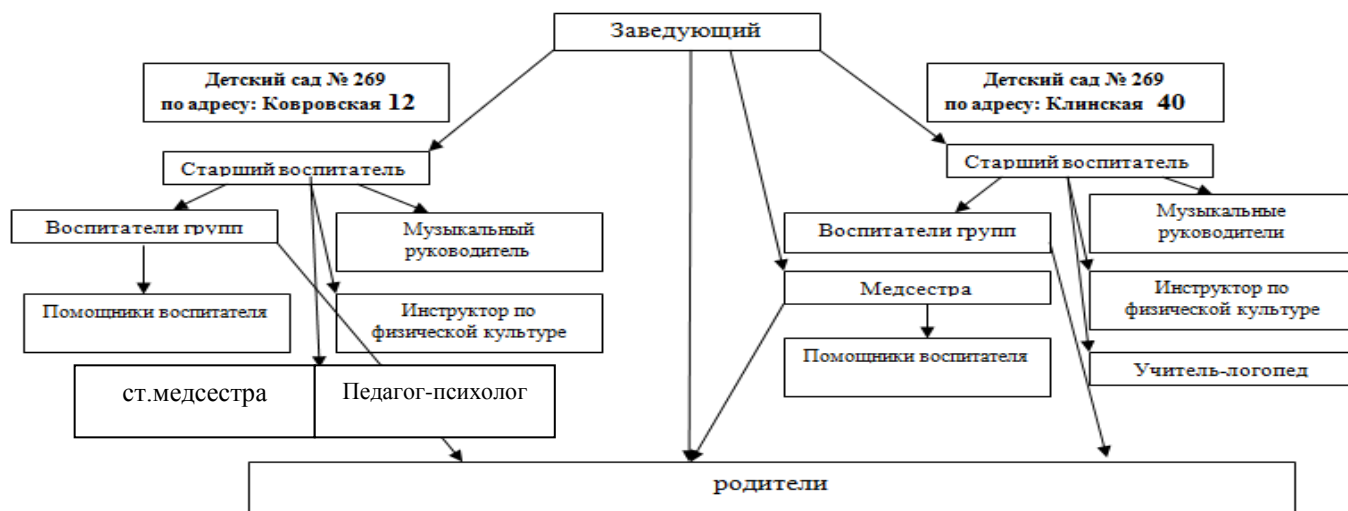 Заведующий
Детский сад № 269
по адресу: Ковровская 12
Детский сад № 269
по адресу: Клинская 40
Старший воспитатель
Старший воспитатель
Воспитатели групп
Музыкальный
руководитель
Воспитатели групп
Музыкальные
руководители
Помощники воспитателя
Инструктор по
физической культуре
Медсестра
Инструктор по
физической культуре
Помощники воспитателя
Учитель-логопед
ст.медсестра
Педагог-психолог
родители